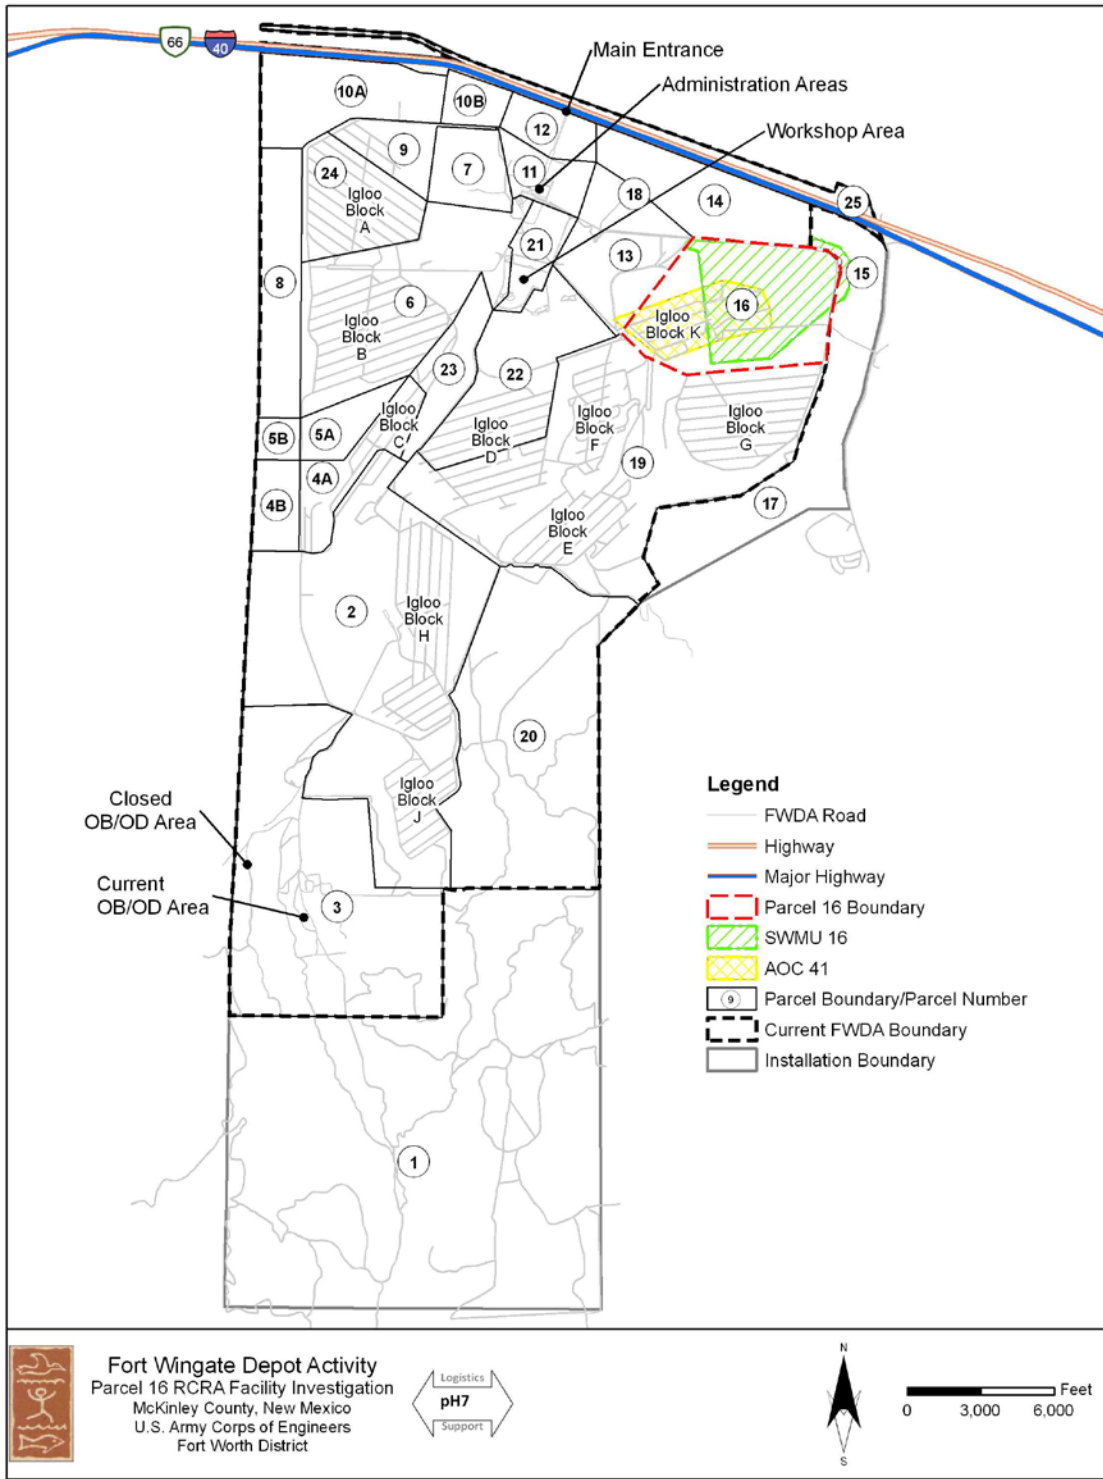 66
40
Main Entrance
Administration Areas
Workshop Area
10A
10B
12
9
7
11
18
14
25
24
Igloo
Block
A
21
13
15
8
6
16
Igloo
Block
B
Igloo
Block K
23
22
5B
5A
Igloo
Block
C
Igloo
Block
D
Igloo
Block
F
Igloo
Block
G
4B
4A
19
17
Igloo
Block
E
2
Igloo
Block
H
20
Igloo
Block
J
Closed
OB/OD Area
Current
OB/OD Area
3
1
Legend
FWDA Road
Highway
Major Highway
Parcel 16 Boundary
SWMU 16
AOC 41
9 Parcel Boundary/Parcel Number
Current FWDA Boundary
Installation Boundary
Fort Wingate Depot Activity
Parcel 16 RCRA Facility Investigation
McKinley County, New Mexico
U.S. Army Corps of Engineers
Fort Worth District
Logistics
pH7
Support
N
S
Feet
0 3,000 6,000